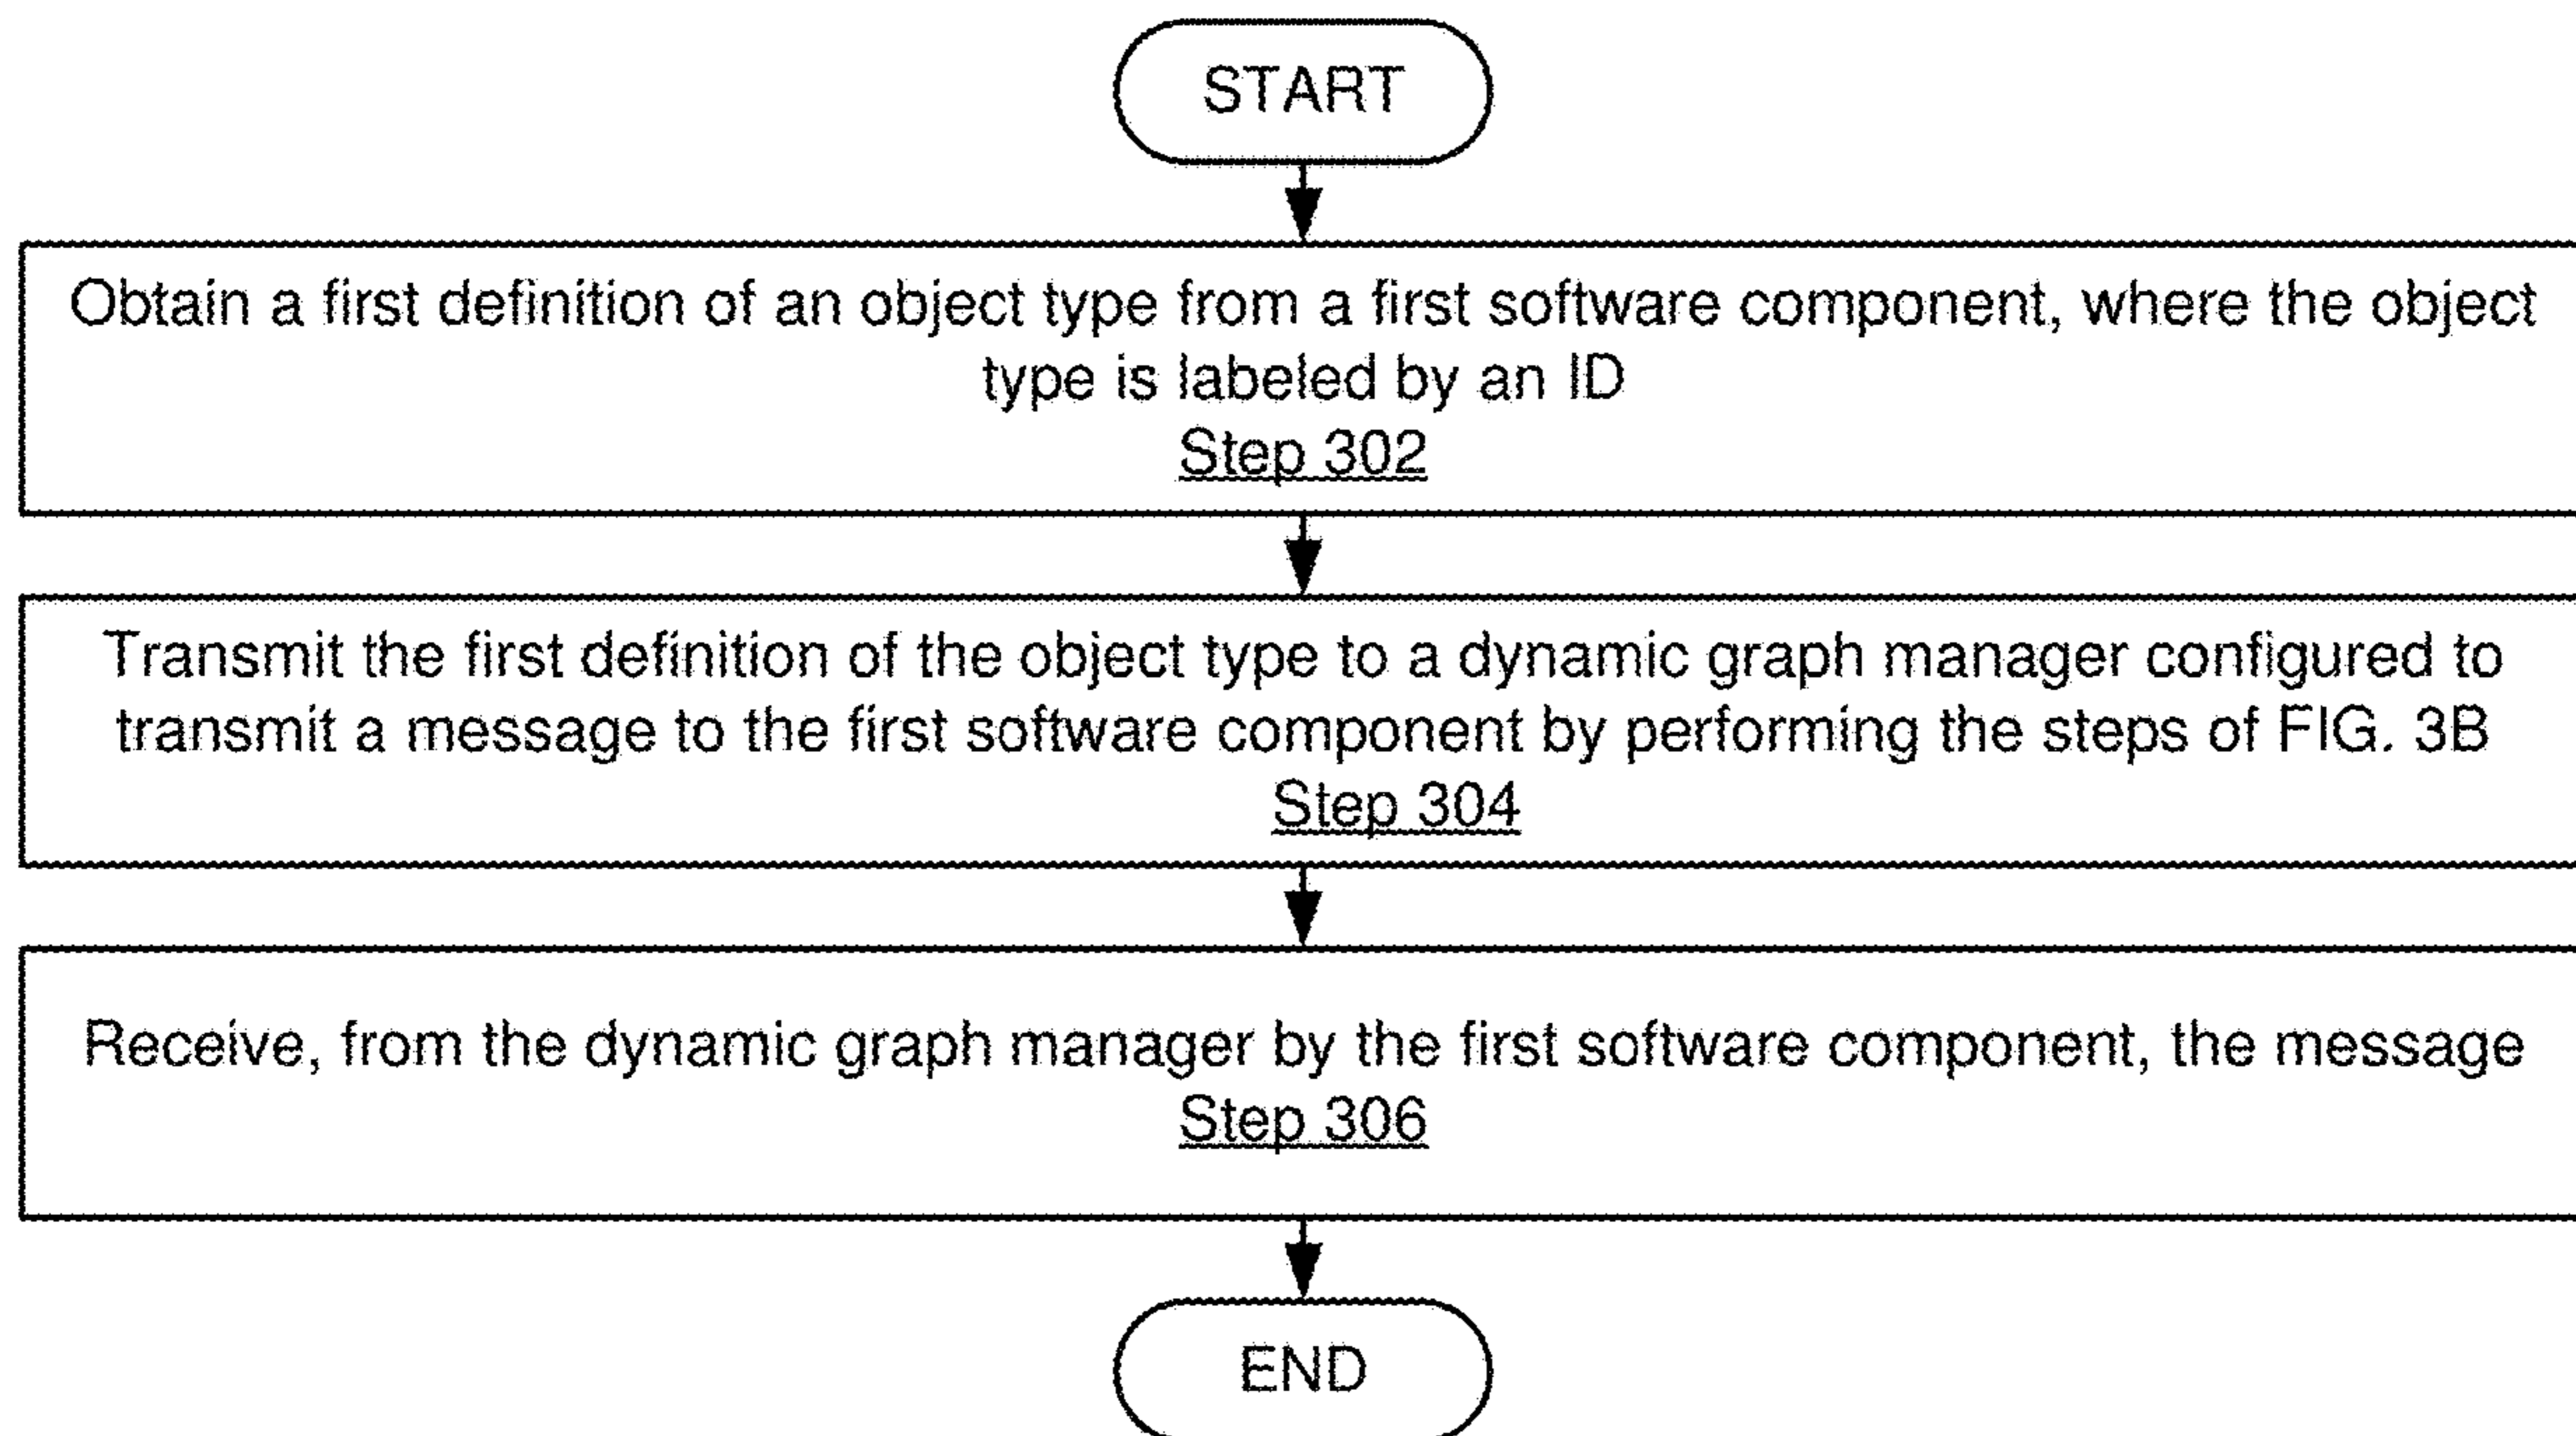 START
Obtain a first definition of an object type from a first software component, where the object
type is labeled by an ID
Step 302
Transmit the first definition of the object type to a dynamic graph manager configured to
transmit a message to the first software component by performing the steps of FIG. 3B
Step 304
Receive, from the dynamic graph manager by the first software component, the message
Step 306
END